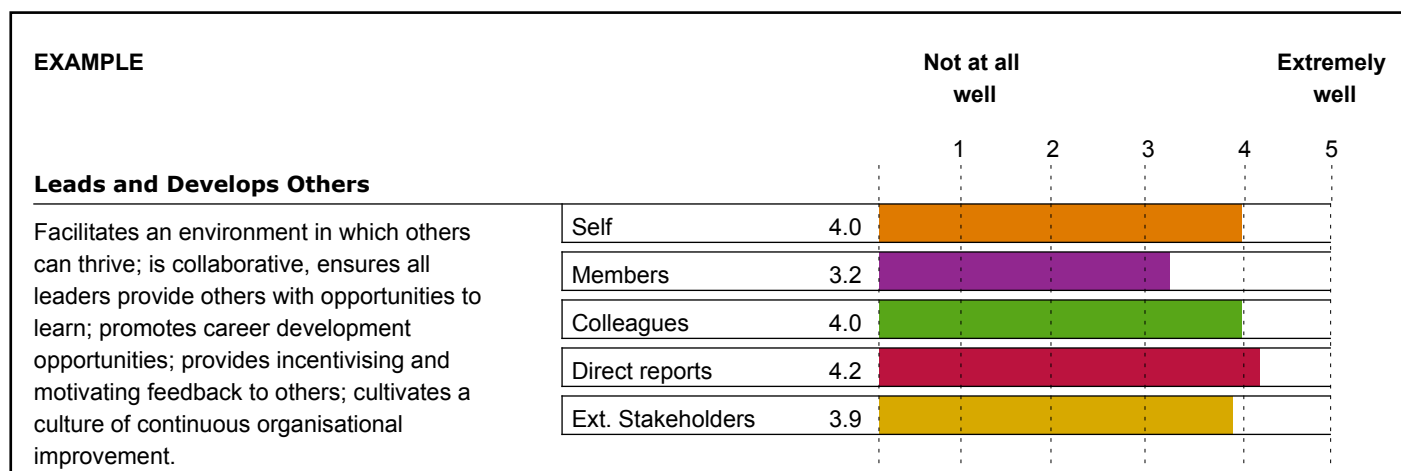 EXAMPLE
Not at all
well
Extremely
well
1 2 3 4 5
Leads and Develops Others
Facilitates an environment in which others
can thrive; is collaborative, ensures all
leaders provide others with opportunities to
learn; promotes career development
opportunities; provides incentivising and
motivating feedback to others; cultivates a
culture of continuous organisational
improvement.
Self 4.0
Members 3.2
Colleagues 4.0
Direct reports 4.2
Ext. Stakeholders 3.9